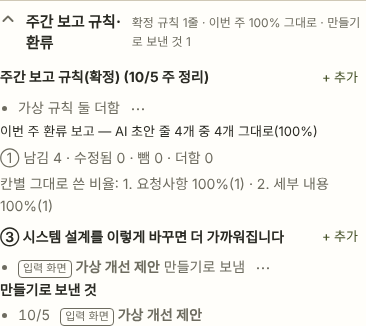 주간 보고 규칙·환류
확정 규칙 1줄 · 이번 주 100% 그대로 · 만들기로 보낸 것 1
주간 보고 규칙(확정) (10/5 주 정리) + 추가
• 가상 규칙 둘 더함 ⋯
이번 주 환류 보고 — AI 초안 줄 4개 중 4개 그대로(100%)
① 남김 4 · 수정됨 0 · 뺌 0 · 더함 0
칸별 그대로 쓴 비율: 1. 요청사항 100%(1) · 2. 세부 내용
100%(1)
③ 시스템 설계를 이렇게 바꾸면 더 가까워집니다 + 추가
• 입력 화면 가상 개선 제안 만들기로 보냄 ⋯
만들기로 보낸 것
• 10/5 입력 화면 가상 개선 제안